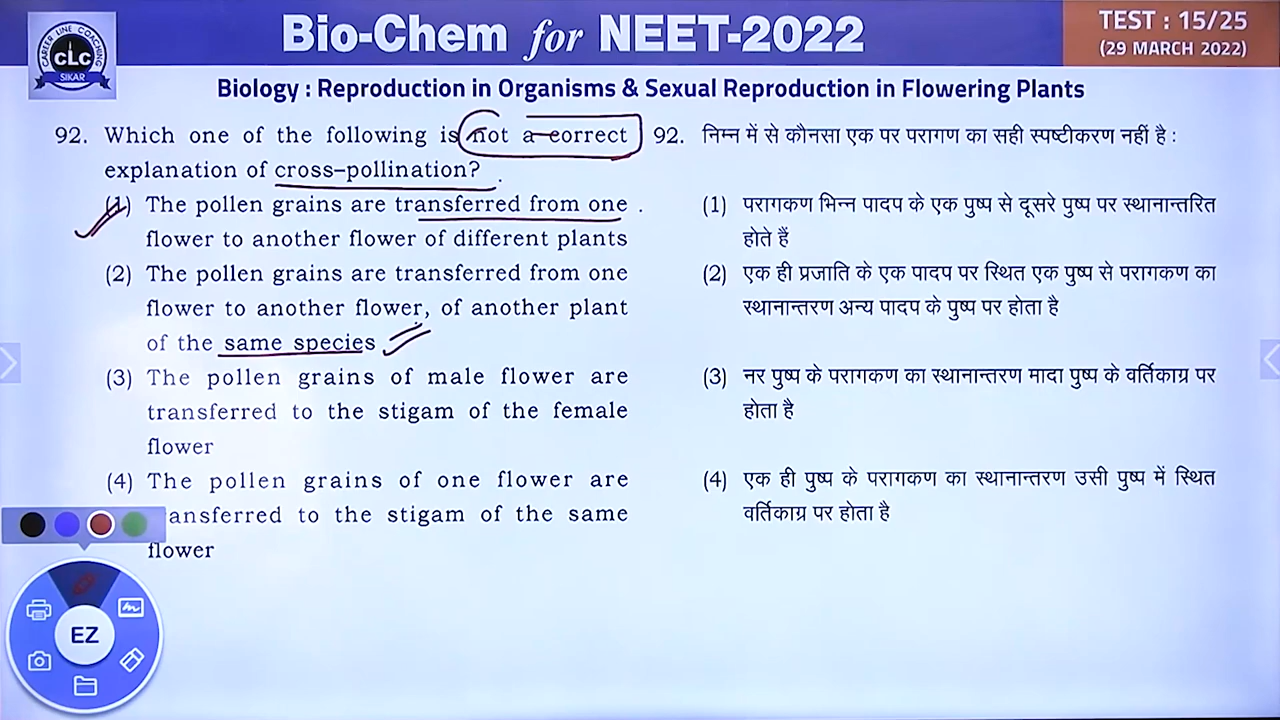 Bio-Chem for NEET-2022
TEST : 15/25
(29 MARCH 2022)
CAREER LINE COACHING
CLC
SIKAR
Biology : Reproduction in Organisms & Sexual Reproduction in Flowering Plants
92. Which one of the following is not a correct
explanation of cross-pollination?
(1) The pollen grains are transferred from one
flower to another flower of different plants
(2) The pollen grains are transferred from one
flower to another flower, of another plant
of the same species
(3) The pollen grains of male flower are
transferred to the stigam of the female
flower
(4) The pollen grains of one flower are
ansferred to the stigam of the same
flower
92. निम्न में से कौनसा एक पर परागण का सही स्पष्टीकरण नहीं है :
(1) परागकण भिन्न पादप के एक पुष्प से दूसरे पुष्प पर स्थानान्तरित
होते हैं
(2) एक ही प्रजाति के एक पादप पर स्थित एक पुष्प से परागकण का
स्थानान्तरण अन्य पादप के पुष्प पर होता है
(3) नर पुष्प के परागकण का स्थानान्तरण मादा पुष्प के वर्तिकाग्र पर
होता है
(4) एक ही पुष्प के परागकण का स्थानान्तरण उसी पुष्प में स्थित
वर्तिकाग्र पर होता है
EZ